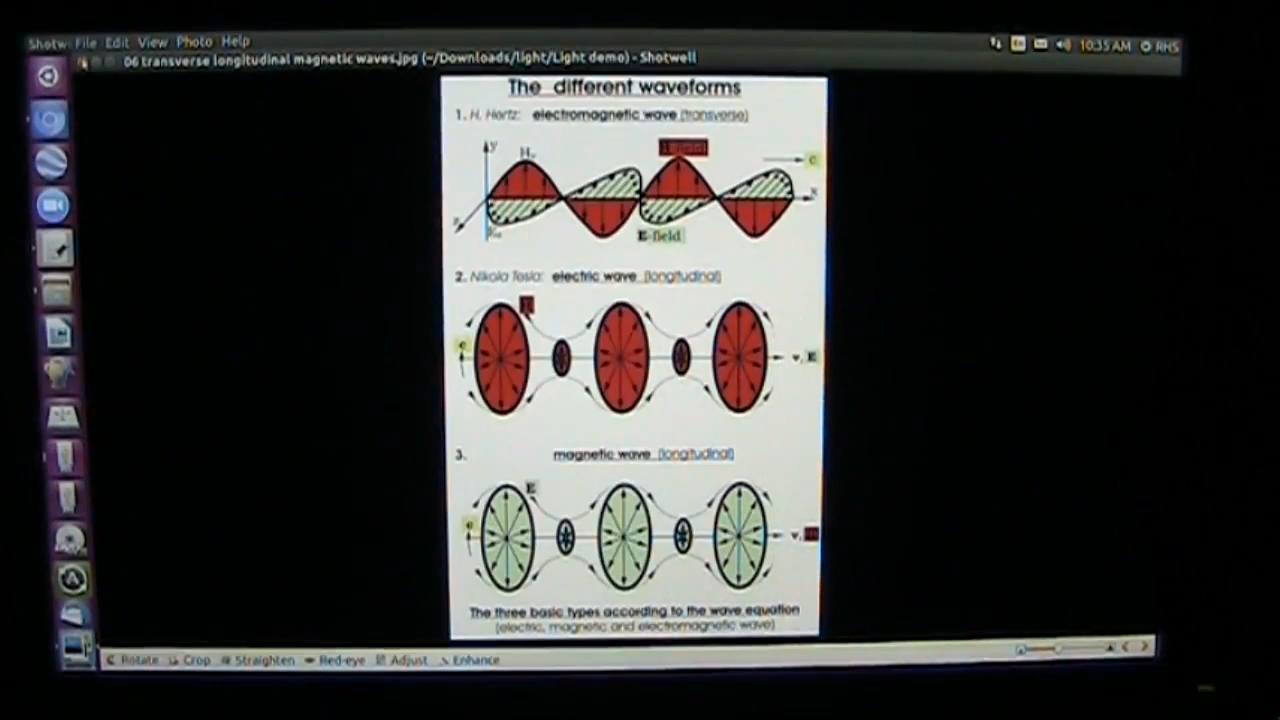 Shotw File Edit View Photo Help
10:35 AM RHS
06 transverse longitudinal magnetic waves.jpg (~/Downloads/light/Light demo) - Shotwell
The different waveforms
1. H. Hertz: electromagnetic wave (transverse)
y
c
x
z
E-field
2. Nikola Tesla: electric wave (longitudinal)
c
v, E
3. magnetic wave (longitudinal)
E
c
v,
The three basic types according to the wave equation
(electric, magnetic and electromagnetic wave)
Rotate Crop Straighten Red-eye Adjust Enhance